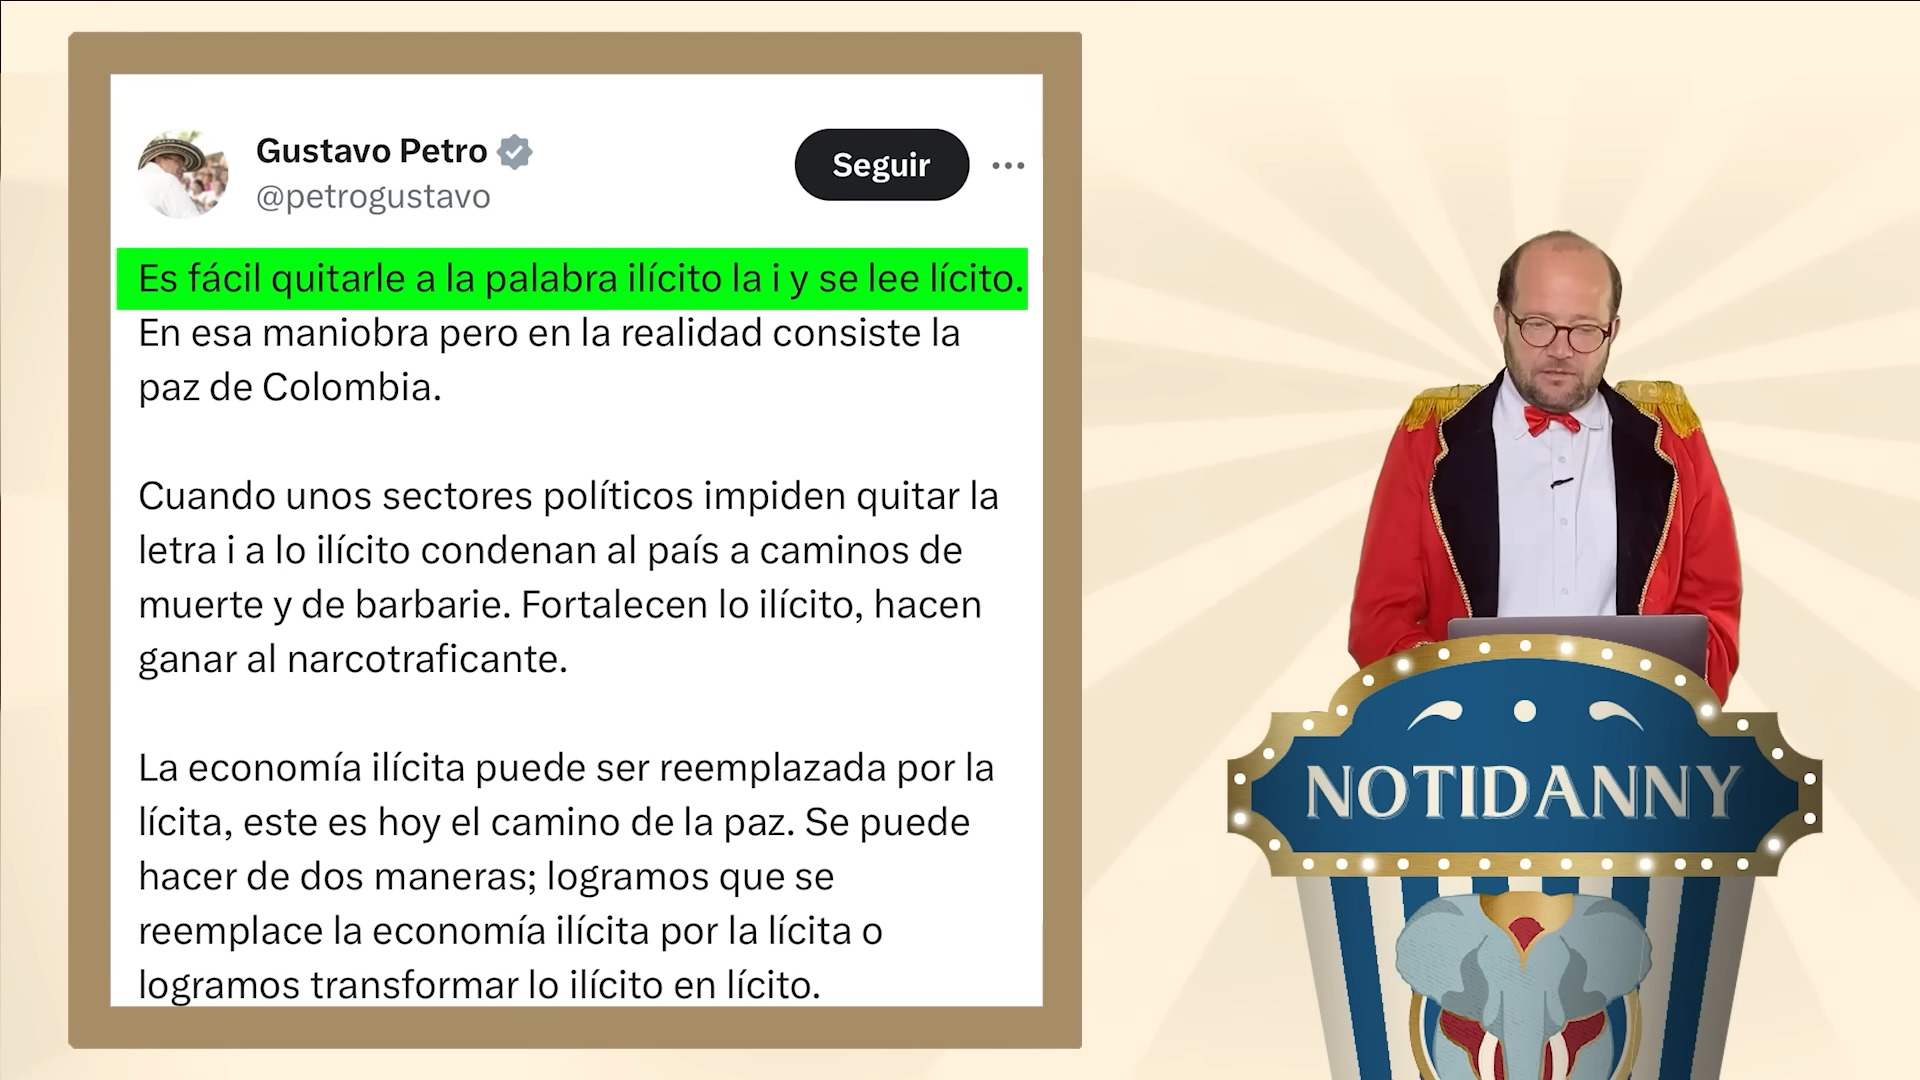 Gustavo Petro
@petrogustavo
Seguir
Es fácil quitarle a la palabra ilícito la i y se lee lícito.
En esa maniobra pero en la realidad consiste la
paz de Colombia.
Cuando unos sectores políticos impiden quitar la
letra i a lo ilícito condenan al país a caminos de
muerte y de barbarie. Fortalecen lo ilícito, hacen
ganar al narcotraficante.
La economía ilícita puede ser reemplazada por la
lícita, este es hoy el camino de la paz. Se puede
hacer de dos maneras; logramos que se
reemplace la economía ilícita por la lícita o
logramos transformar lo ilícito en lícito.
NOTIDANNY